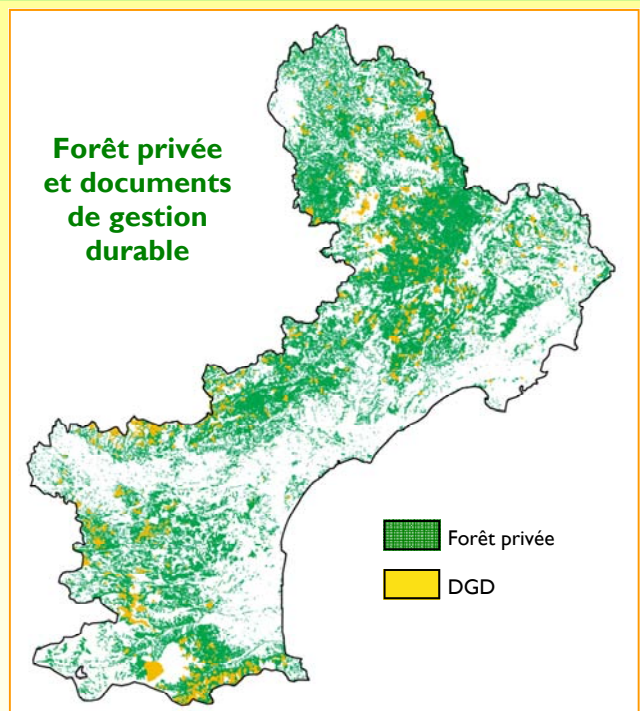 Forêt privée
et documents
de gestion
durable
Forêt privée
DGD